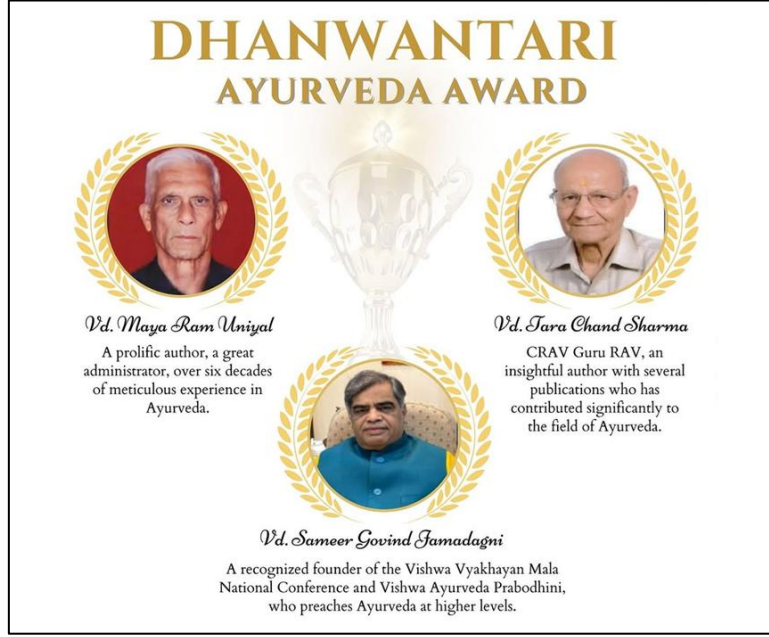 DHANWANTARI
AYURVEDA AWARD
Vd. Maya Ram Uniyal
A prolific author, a great
administrator, over six decades
of meticulous experience in
Ayurveda.
Vd. Tara Chand Sharma
CRAV Guru RAV, an
insightful author with several
publications who has
contributed significantly to
the field of Ayurveda.
Vd. Sameer Govind Jamadagni
A recognized founder of the Vishwa Vyakhayan Mala
National Conference and Vishwa Ayurveda Prabodhini,
who preaches Ayurveda at higher levels.